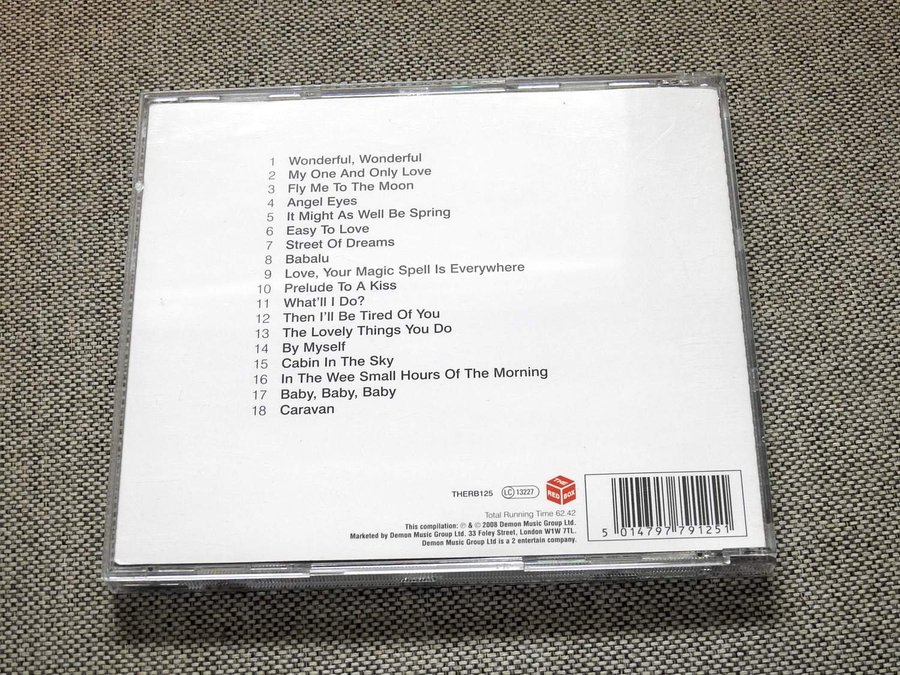 1 Wonderful, Wonderful
2 My One And Only Love
3 Fly Me To The Moon
4 Angel Eyes
5 It Might As Well Be Spring
6 Easy To Love
7 Street Of Dreams
8 Babalu
9 Love, Your Magic Spell Is Everywhere
10 Prelude To A Kiss
11 What'll I Do?
12 Then I'll Be Tired Of You
13 The Lovely Things You Do
14 By Myself
15 Cabin In The Sky
16 In The Wee Small Hours Of The Morning
17 Baby, Baby, Baby
18 Caravan
THERB125 LC 13227
THE
RED BOX
Total Running Time 62.42
This compilation: ℗ & © 2008 Demon Music Group Ltd.
Marketed by Demon Music Group Ltd. 33 Foley Street, London W1W 7TL.
Demon Music Group Ltd is a 2 entertain company.
5 014797 791251